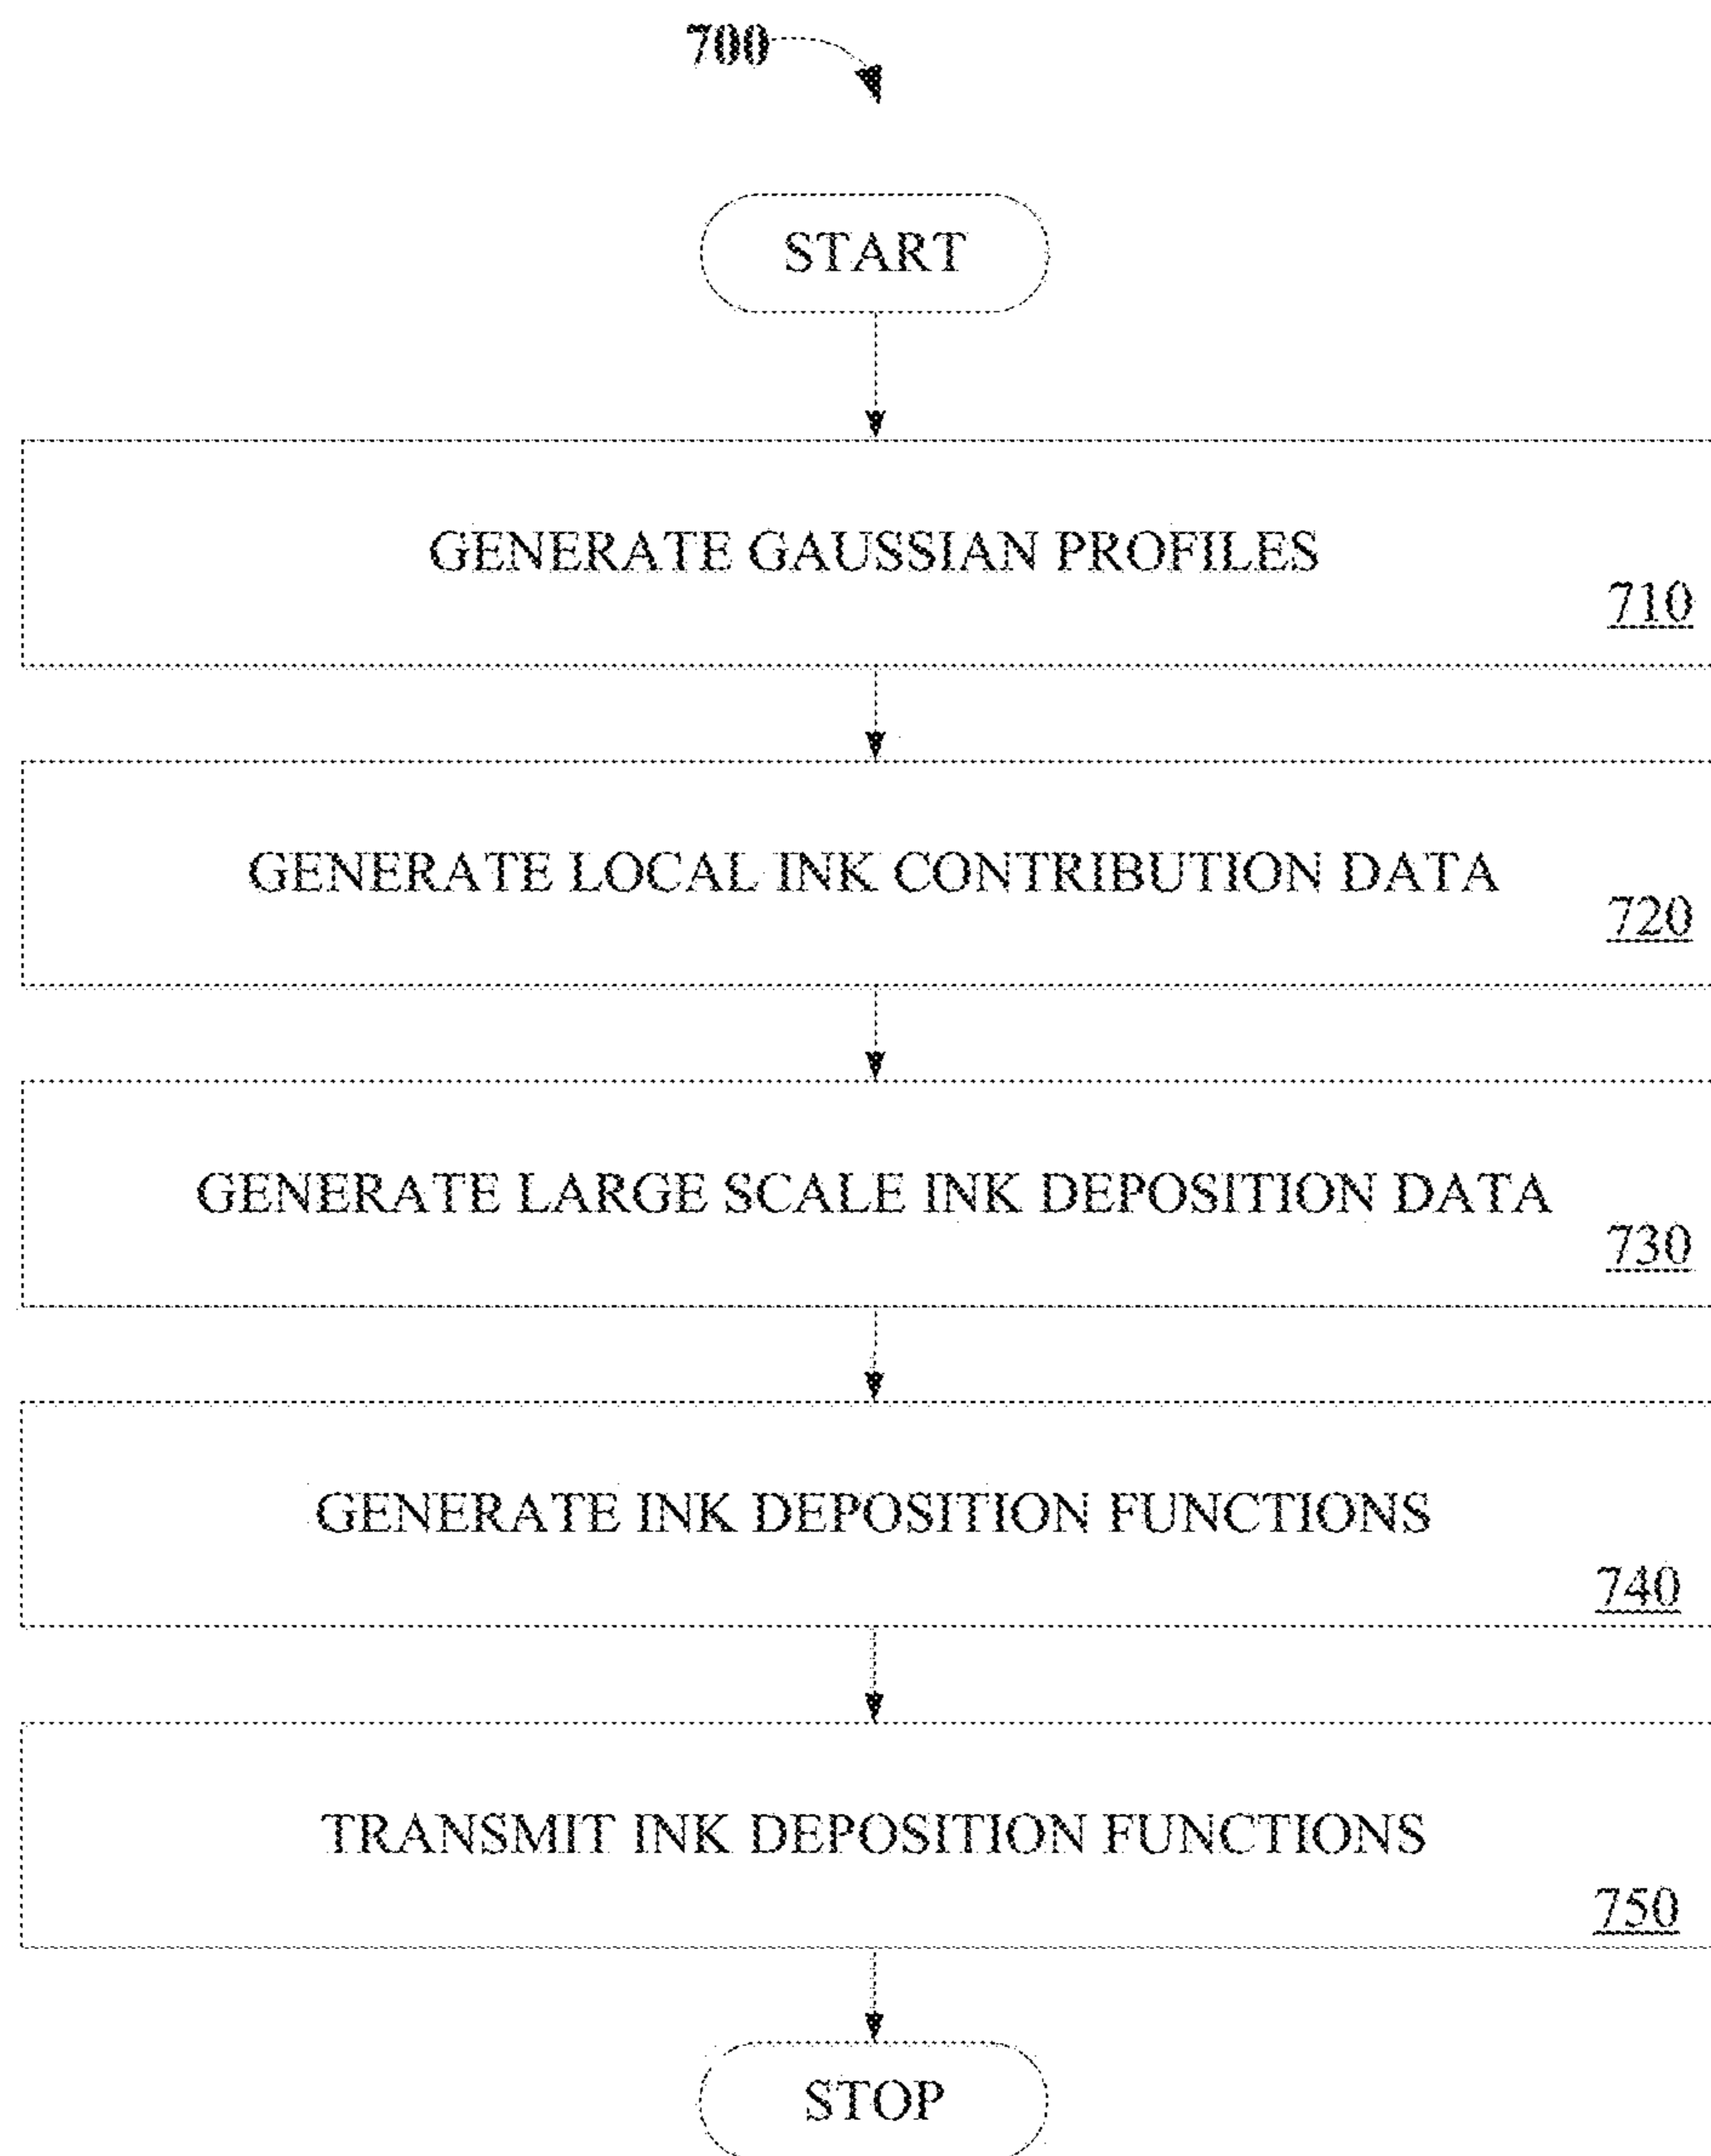 700
START
GENERATE GAUSSIAN PROFILES
710
GENERATE LOCAL INK CONTRIBUTION DATA
720
GENERATE LARGE SCALE INK DEPOSITION DATA
730
GENERATE INK DEPOSITION FUNCTIONS
740
TRANSMIT INK DEPOSITION FUNCTIONS
750
STOP